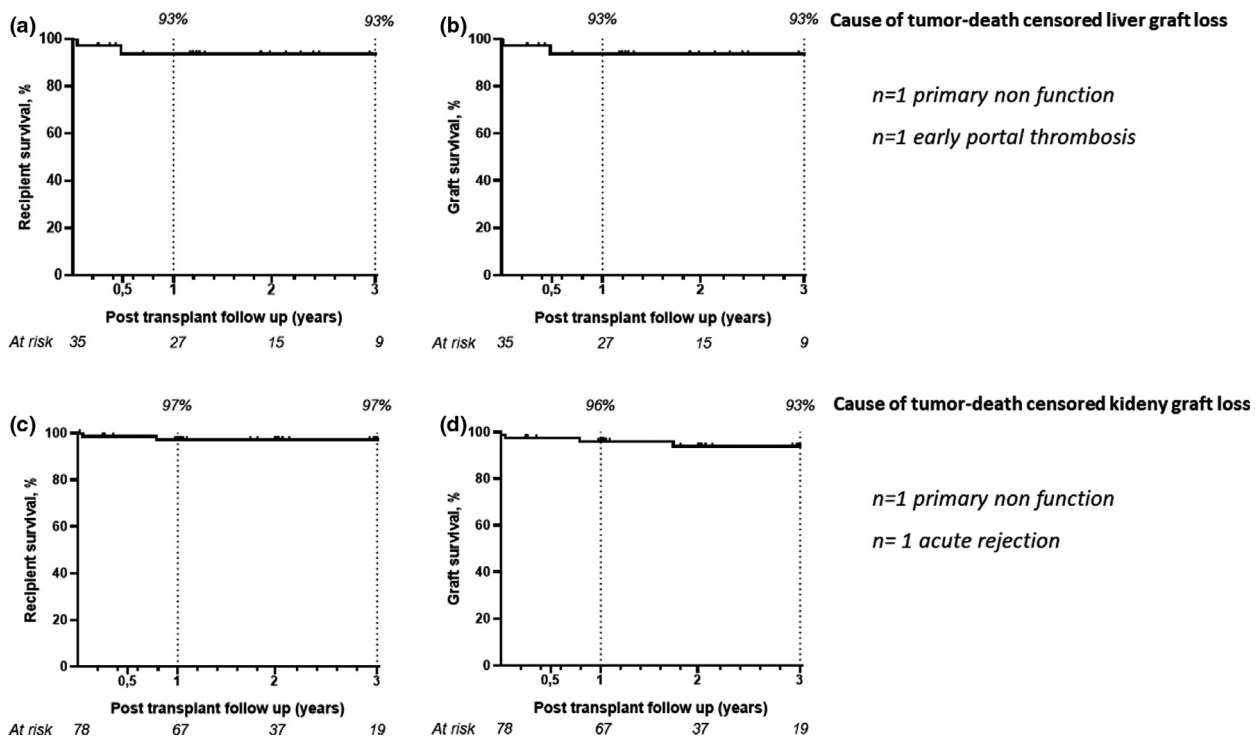 (a)
93%
93%
Recipient survival, %
100
80
60
40
20
0
0,5
1
2
3
Post transplant follow up (years)
At risk 35 27 15 9
(b)
93%
93%
Graft survival, %
100
80
60
40
20
0
0,5
1
2
3
Post transplant follow up (years)
At risk 35 27 15 9
Cause of tumor-death censored liver graft loss
n=1 primary non function
n=1 early portal thrombosis
(c)
97%
97%
Recipient survival, %
100
80
60
40
20
0
0,5
1
2
3
Post transplant follow up (years)
At risk 78 67 37 19
(d)
96%
93%
Graft survival, %
100
80
60
40
20
0
0,5
1
2
3
Post transplant follow up (years)
At risk 78 67 37 19
Cause of tumor-death censored kideny graft loss
n=1 primary non function
n= 1 acute rejection